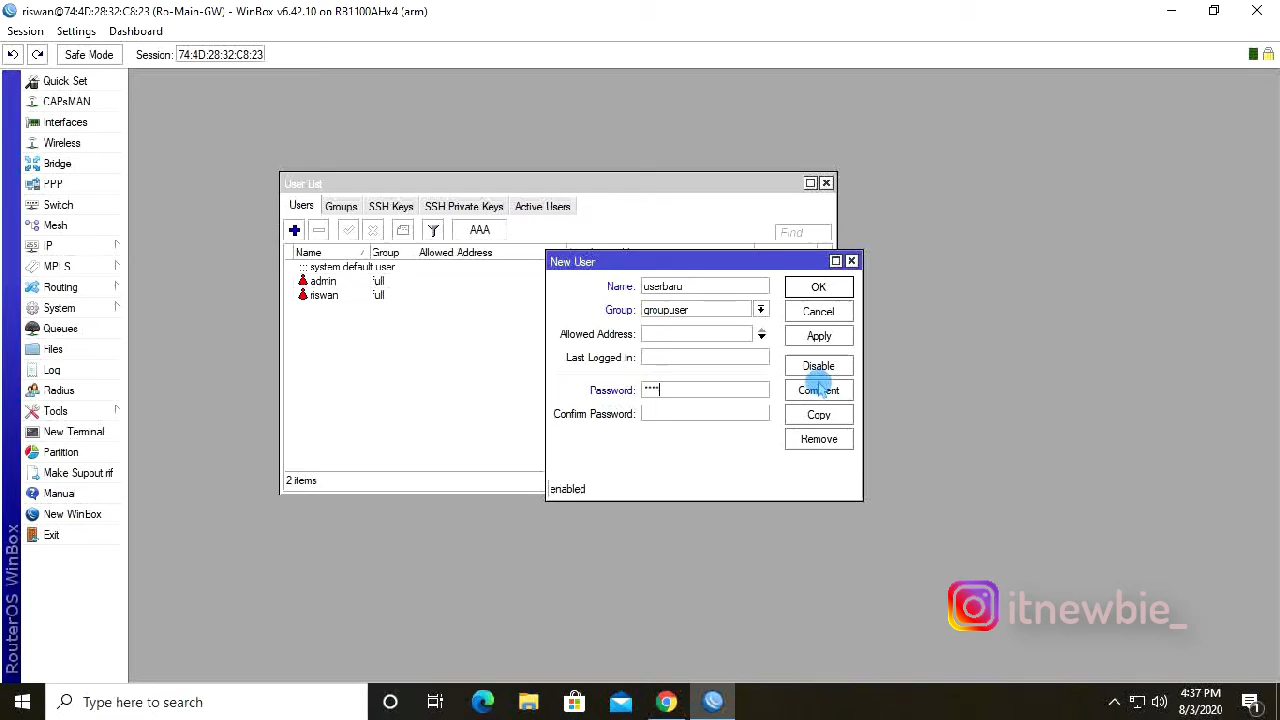 riswan@74:4D:28:32:C8:23 (Ro-Main-GW) - WinBox v6.42.10 on RB1100AHx4 (arm)
Session Settings Dashboard
Safe Mode Session: 74:4D:28:32:C8:23
Quick Set
CAPsMAN
Interfaces
Wireless
Bridge
PPP
Switch
Mesh
IP
MPLS
Routing
System
Queues
Files
Log
Radius
Tools
New Terminal
Partition
Make Supout.rif
Manual
New WinBox
Exit
RouterOS WinBox
User List
Users Groups SSH Keys SSH Private Keys Active Users
AAA Find
Name Group Allowed Address
::: system default user
admin full
riswan full
2 items
New User
Name: userbaru
Group: groupuser
Allowed Address:
Last Logged In:
Password: ****
Confirm Password:
enabled
OK
Cancel
Apply
Disable
Comment
Copy
Remove
itnewbie_
Type here to search
4:37 PM
8/3/2020
1